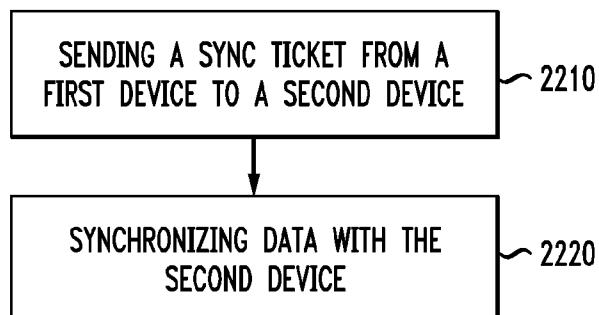 SENDING A SYNC TICKET FROM A
FIRST DEVICE TO A SECOND DEVICE
2210
SYNCHRONIZING DATA WITH THE
SECOND DEVICE
2220